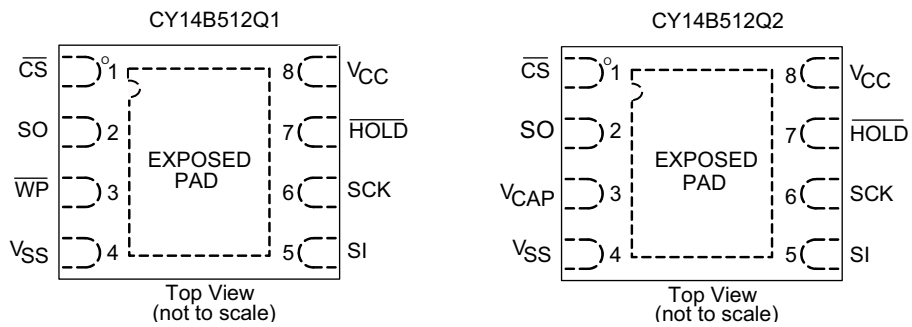 CY14B512Q1
CS 1 8 VCC
SO 2 7 HOLD
WP 3 6 SCK
VSS 4 5 SI
EXPOSED
PAD
Top View
(not to scale)
CY14B512Q2
CS 1 8 VCC
SO 2 7 HOLD
VCAP 3 6 SCK
VSS 4 5 SI
EXPOSED
PAD
Top View
(not to scale)